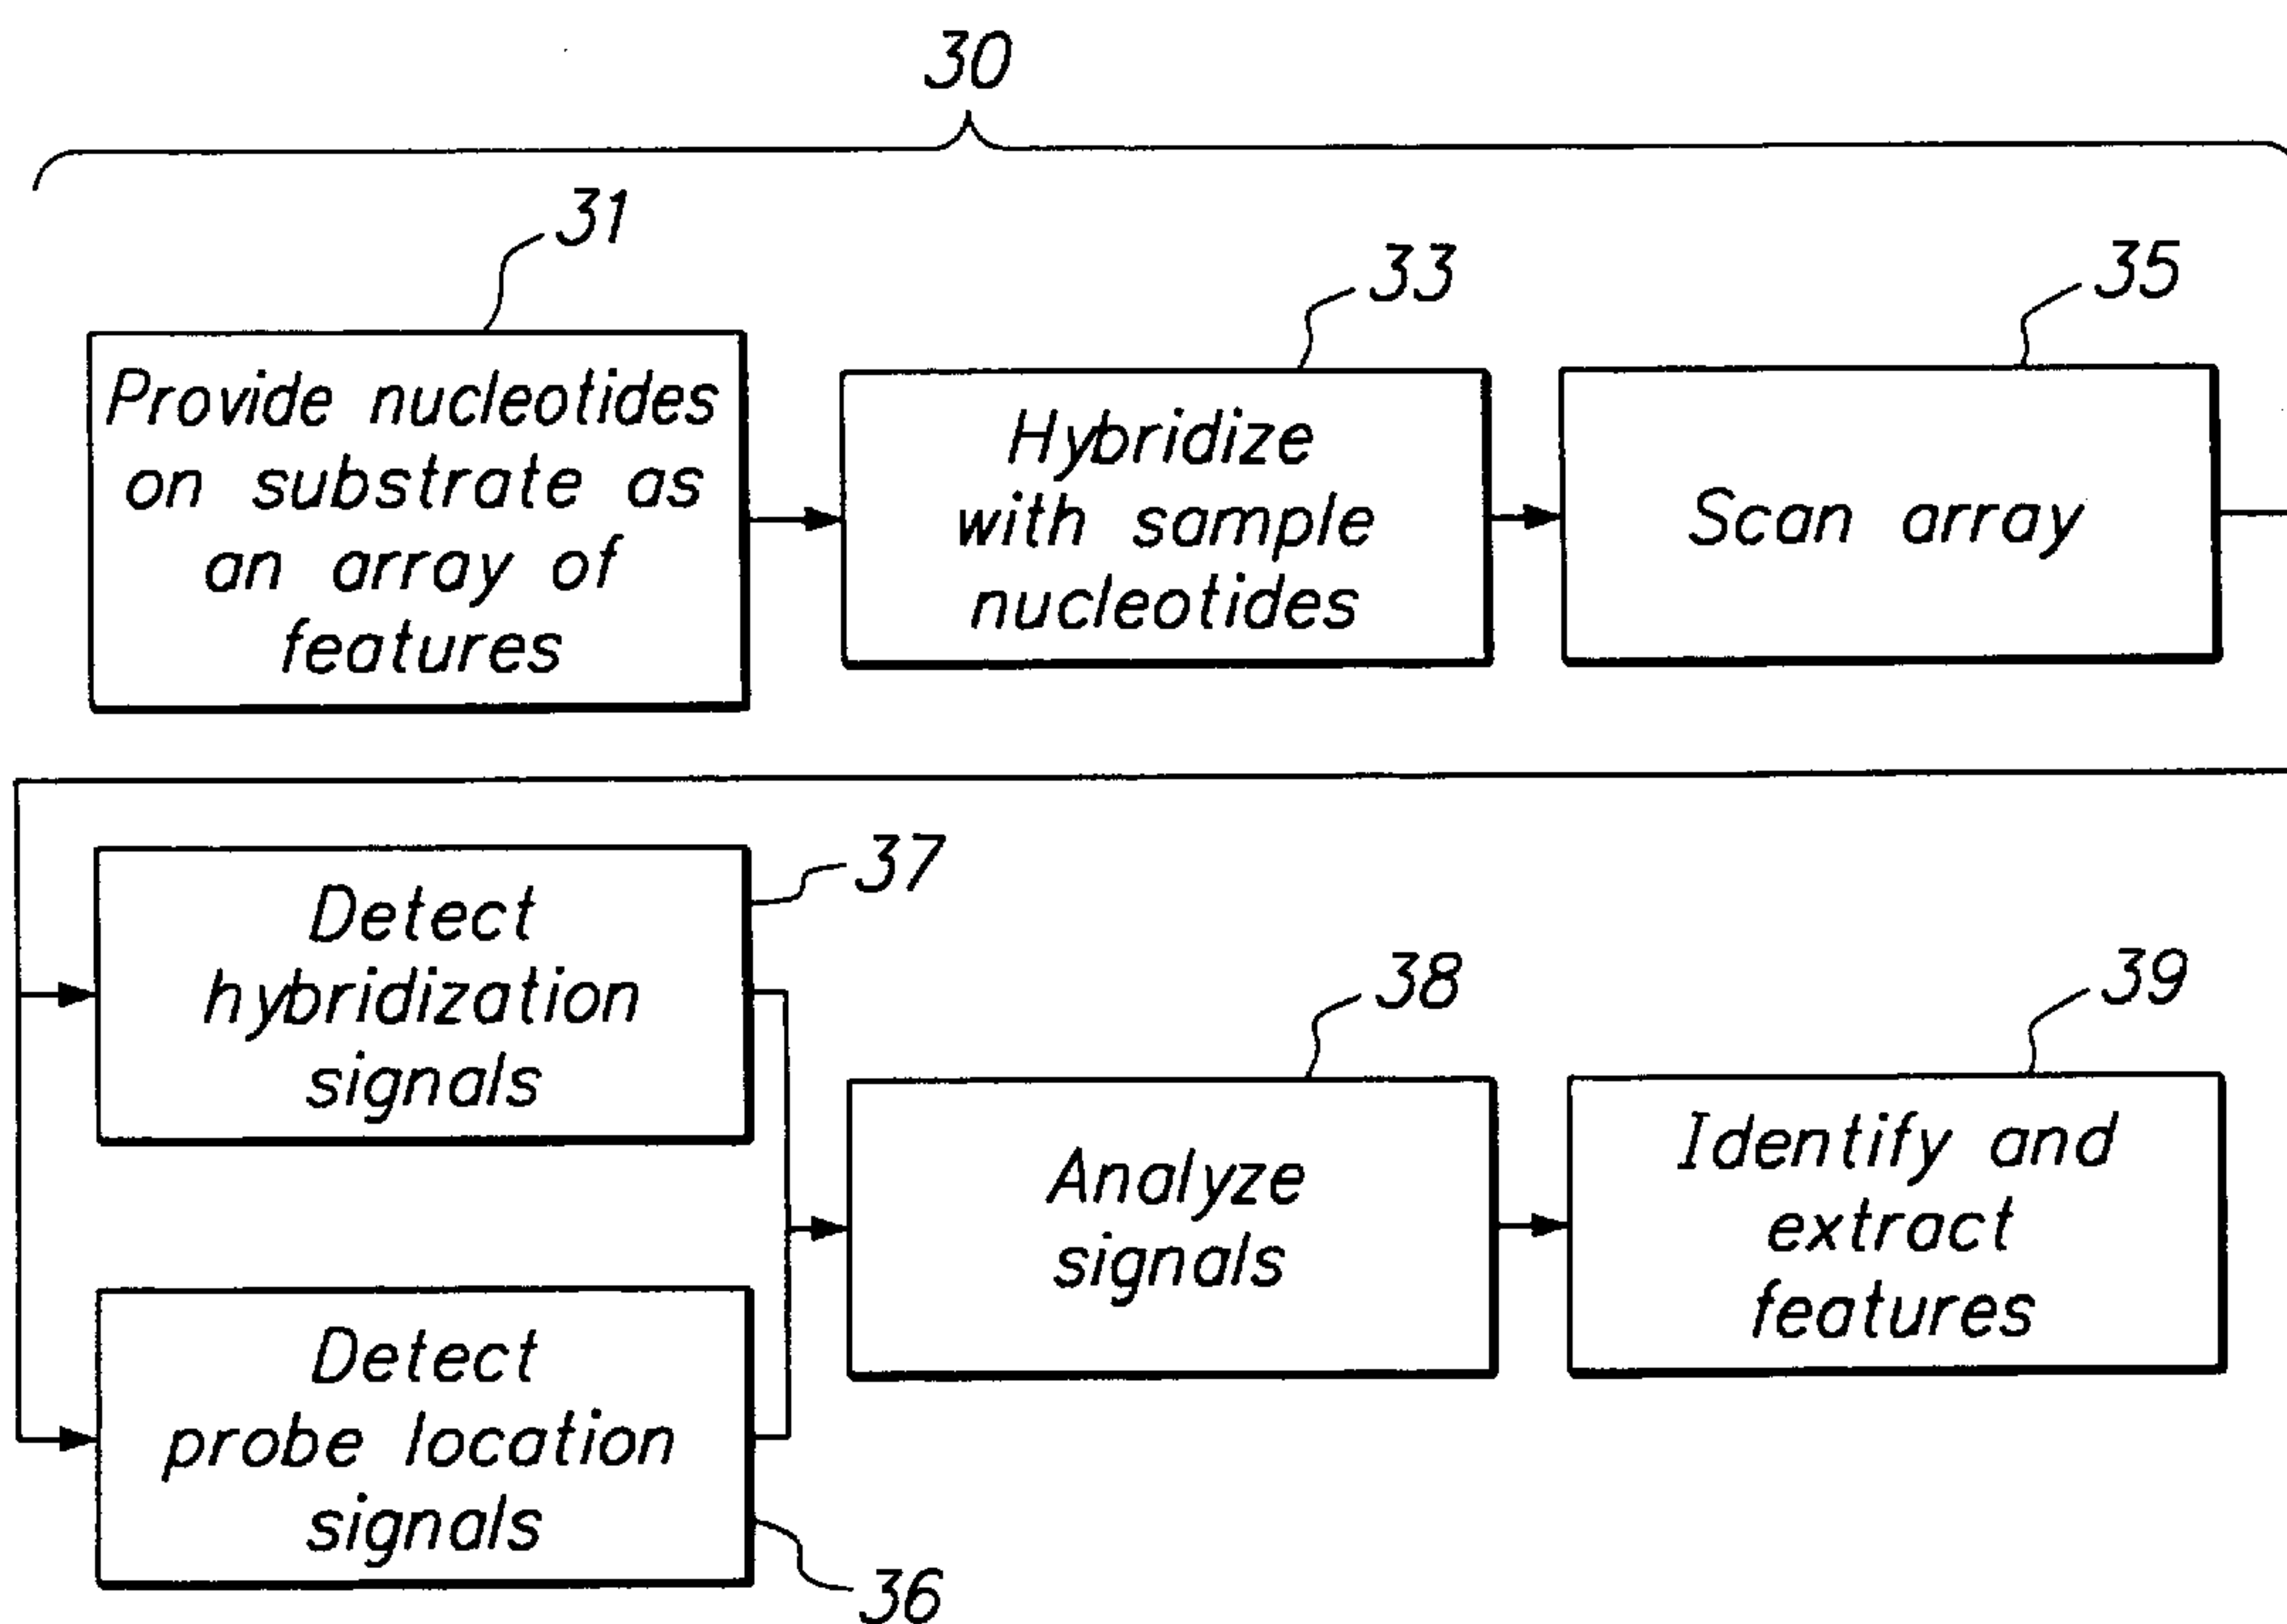 30
31
Provide nucleotides
on substrate as
an array of
features
33
Hybridize
with sample
nucleotides
35
Scan array
37
Detect
hybridization
signals
36
Detect
probe location
signals
38
Analyze
signals
39
Identify and
extract
features